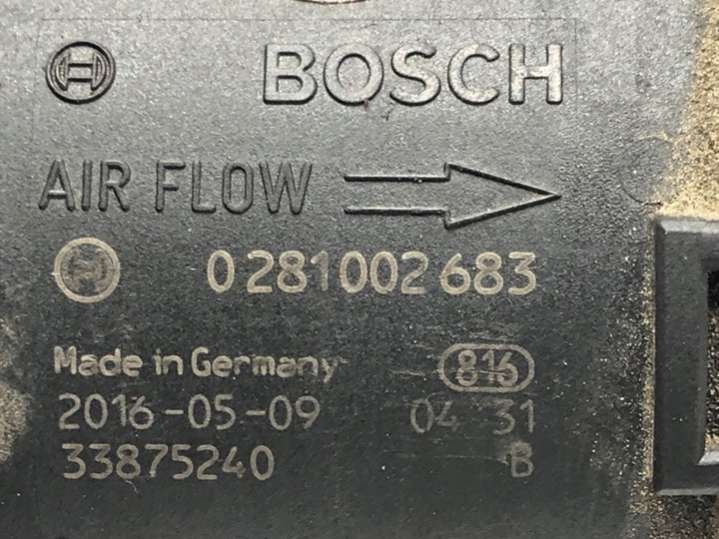 BOSCH
AIR FLOW
0 281 002 683
Made in Germany 816
2016-05-09 04 31
33875240 B